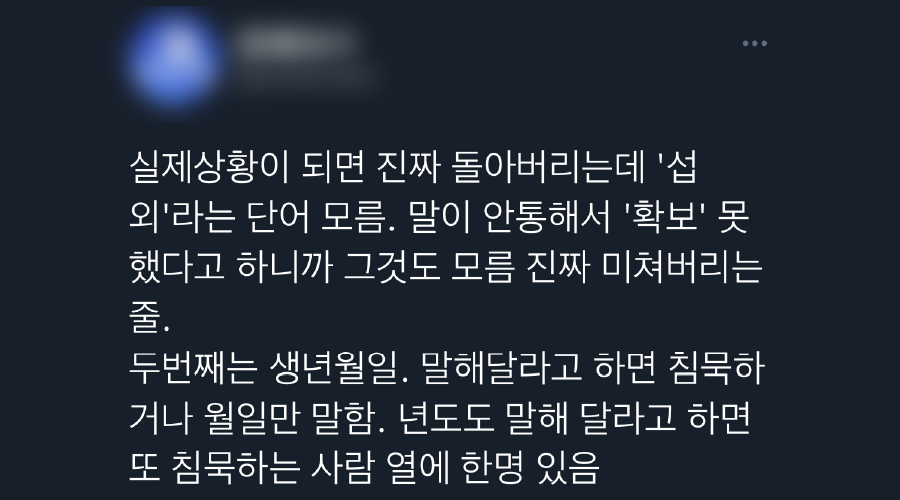 실제상황이 되면 진짜 돌아버리는데 '섭
외'라는 단어 모름. 말이 안통해서 '확보' 못
했다고 하니까 그것도 모름 진짜 미쳐버리는
줄.
두번째는 생년월일. 말해달라고 하면 침묵하
거나 월일만 말함. 년도도 말해 달라고 하면
또 침묵하는 사람 열에 한명 있음